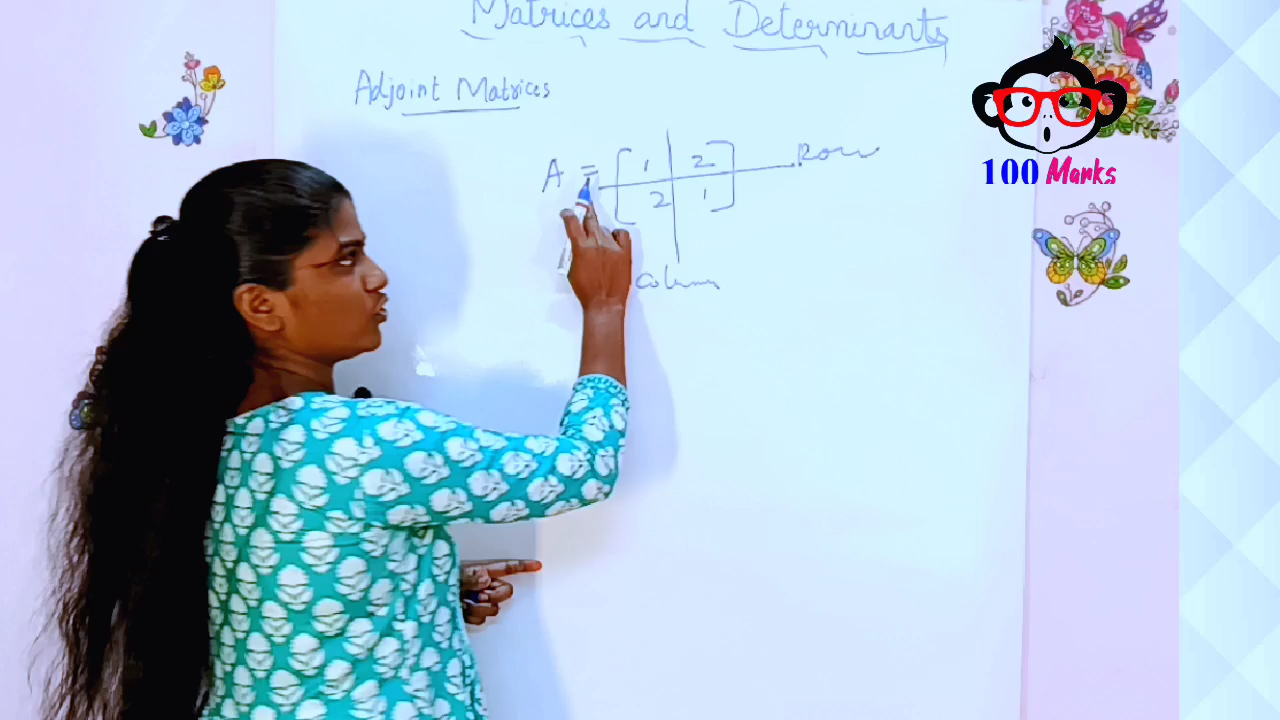 Matrices and Determinants
Adjoint Matrices
A = [ 1 2
2 1 ]
Row
Column
100 Marks